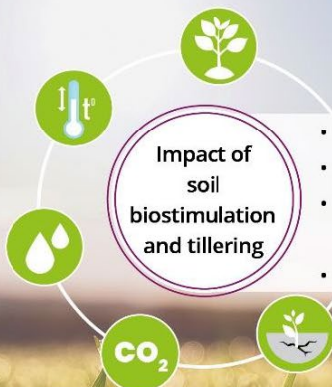 t°
Impact of
soil
biostimulation
and tillering
CO₂